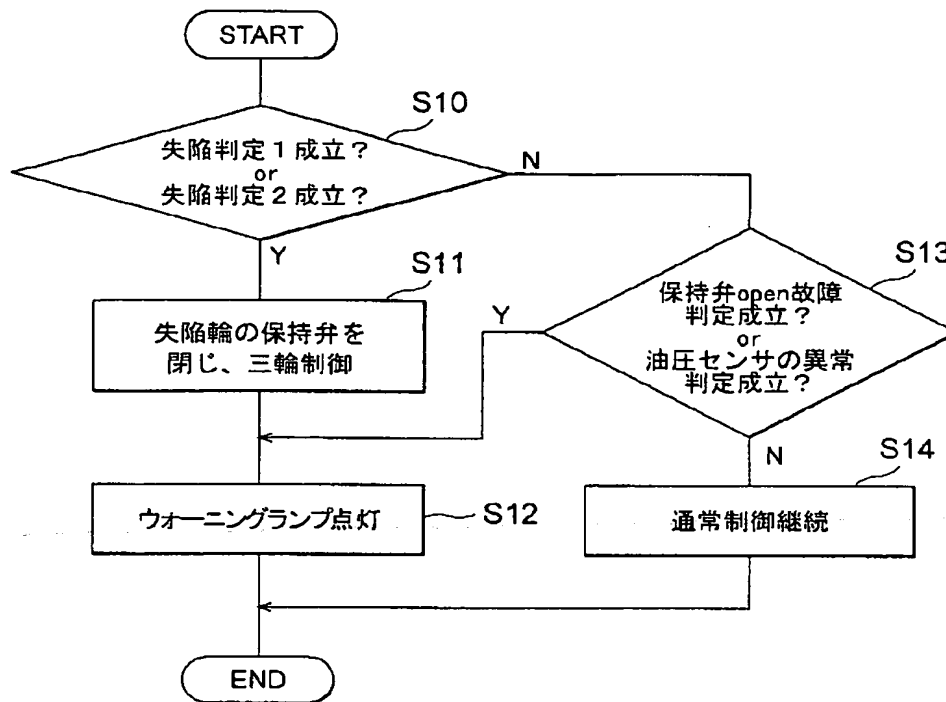 START
S10
失陥判定1成立?
or
失陥判定2成立?
N
Y
S11
失陥輪の保持弁を
閉じ、三輪制御
S13
保持弁open故障
判定成立?
or
油圧センサの異常
判定成立?
Y
N
ウォーニングランプ点灯
S12
S14
通常制御継続
END